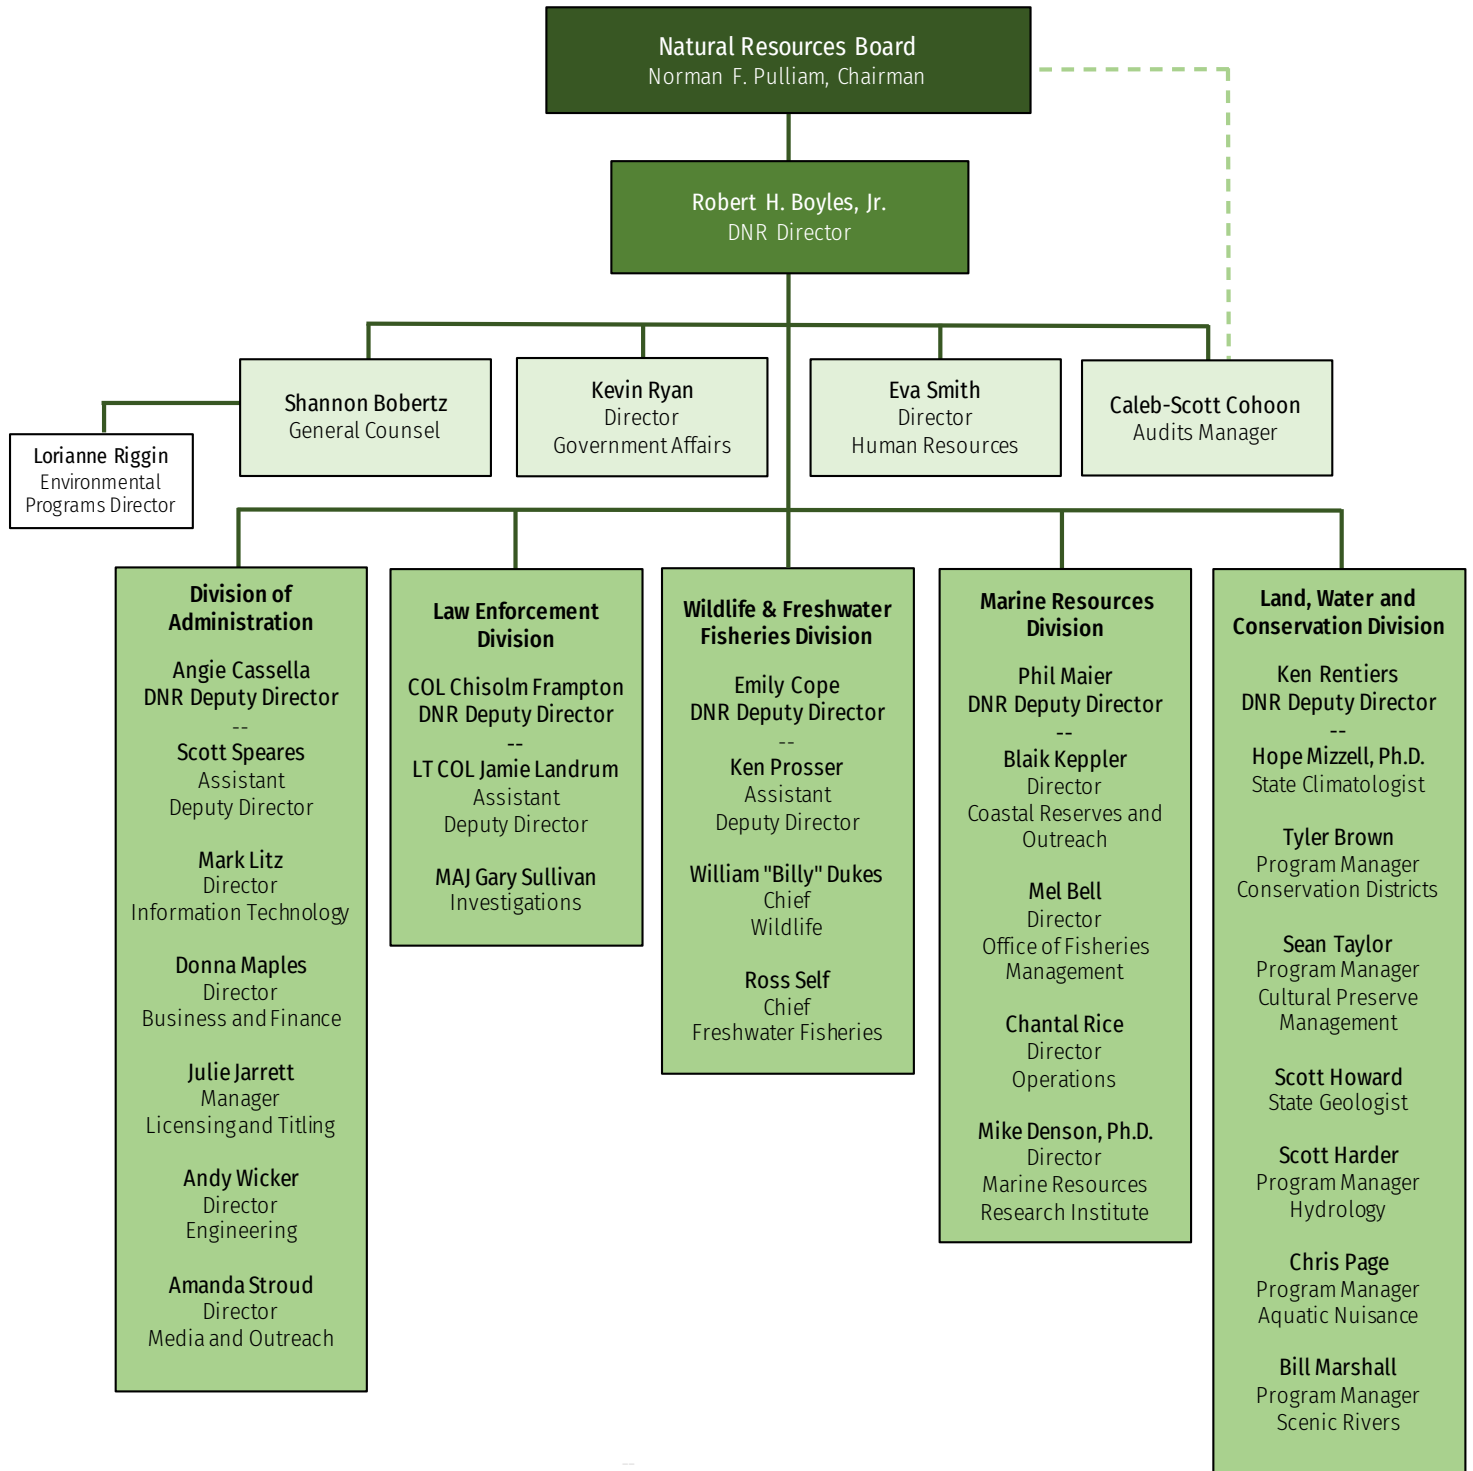 Natural Resources Board
Norman F. Pulliam, Chairman
Robert H. Boyles, Jr.
DNR Director
Shannon Bobertz
General Counsel
Kevin Ryan
Director
Government Affairs
Eva Smith
Director
Human Resources
Caleb-Scott Cohoon
Audits Manager
Lorianne Riggin
Environmental
Programs Director
Division of
Administration
Angie Cassella
DNR Deputy Director
--
Scott Speares
Assistant
Deputy Director
Mark Litz
Director
Information Technology
Donna Maples
Director
Business and Finance
Julie Jarrett
Manager
Licensing and Titling
Andy Wicker
Director
Engineering
Amanda Stroud
Director
Media and Outreach
Law Enforcement
Division
COL Chisolm Frampton
DNR Deputy Director
--
LT COL Jamie Landrum
Assistant
Deputy Director
MAJ Gary Sullivan
Investigations
Wildlife & Freshwater
Fisheries Division
Emily Cope
DNR Deputy Director
--
Ken Prosser
Assistant
Deputy Director
William "Billy" Dukes
Chief
Wildlife
Ross Self
Chief
Freshwater Fisheries
Marine Resources
Division
Phil Maier
DNR Deputy Director
--
Blaik Keppler
Director
Coastal Reserves and
Outreach
Mel Bell
Director
Office of Fisheries
Management
Chantal Rice
Director
Operations
Mike Denson, Ph.D.
Director
Marine Resources
Research Institute
Land, Water and
Conservation Division
Ken Rentiers
DNR Deputy Director
--
Hope Mizzell, Ph.D.
State Climatologist
Tyler Brown
Program Manager
Conservation Districts
Sean Taylor
Program Manager
Cultural Preserve
Management
Scott Howard
State Geologist
Scott Harder
Program Manager
Hydrology
Chris Page
Program Manager
Aquatic Nuisance
Bill Marshall
Program Manager
Scenic Rivers